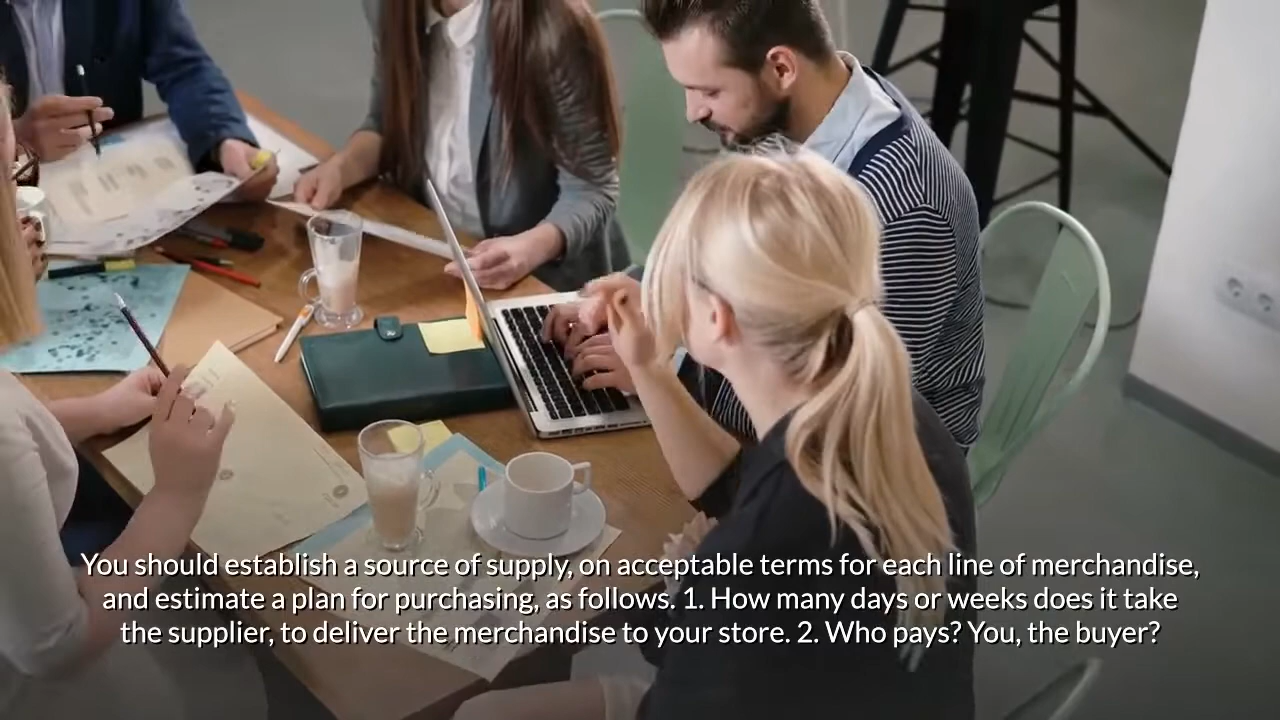 You should establish a source of supply, on acceptable terms for each line of merchandise,
and estimate a plan for purchasing, as follows. 1. How many days or weeks does it take
the supplier, to deliver the merchandise to your store. 2. Who pays? You, the buyer?